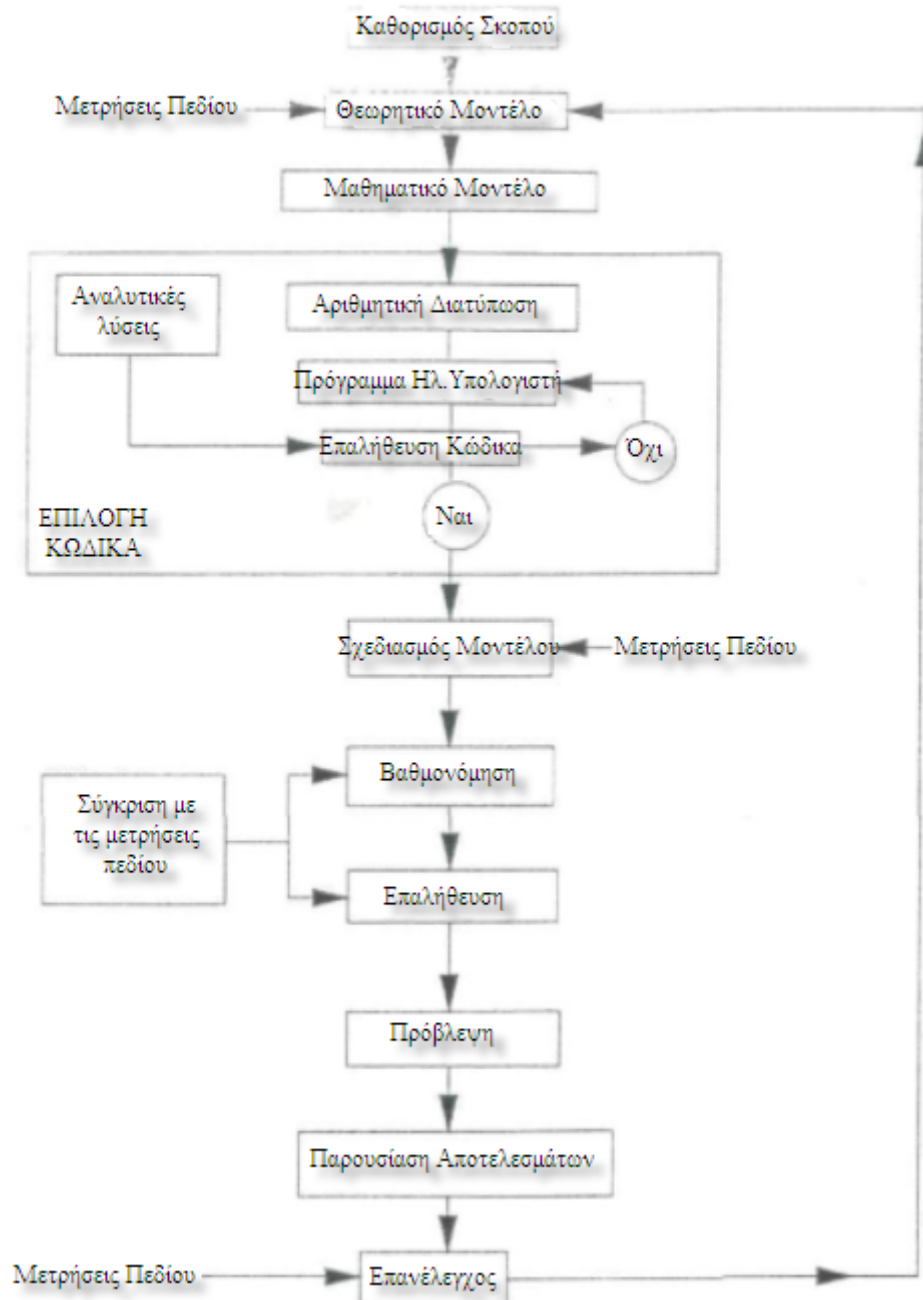 Καθορισμός Σκοπού
?
Μετρήσεις Πεδίου
Θεωρητικό Μοντέλο
Μαθηματικό Μοντέλο
Αναλυτικές
λύσεις
Αριθμητική Διατύπωση
Πρόγραμμα Ηλ.Υπολογιστή
Επαλήθευση Κώδικα
Όχι
Ναι
ΕΠΙΛΟΓΗ
ΚΩΔΙΚΑ
Σχεδιασμός Μοντέλου
Μετρήσεις Πεδίου
Βαθμονόμηση
Σύγκριση με
τις μετρήσεις
πεδίου
Επαλήθευση
Πρόβλεψη
Παρουσίαση Αποτελεσμάτων
Μετρήσεις Πεδίου
Επανέλεγχος